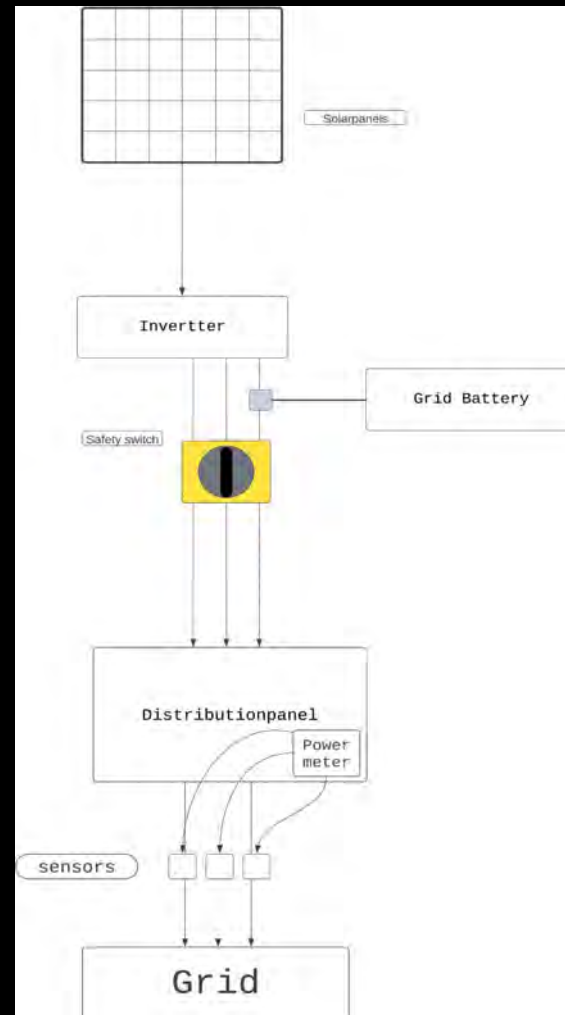 Solarpanels
Invertter
Grid Battery
Safety switch
Distributionpanel
Power
meter
sensors
Grid